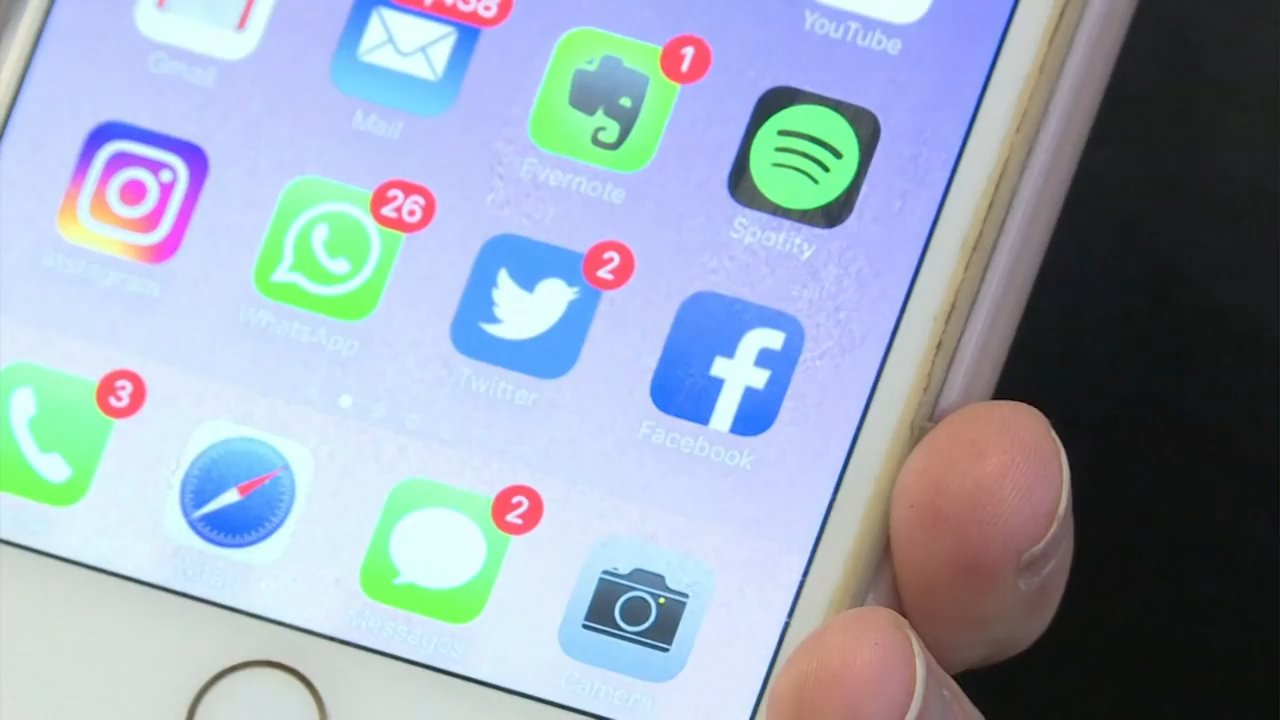 YouTube
Gmail
Mail
1
Evernote
Spotify
Instagram
26
WhatsApp
2
Twitter
Facebook
3
2
Messages
Camera